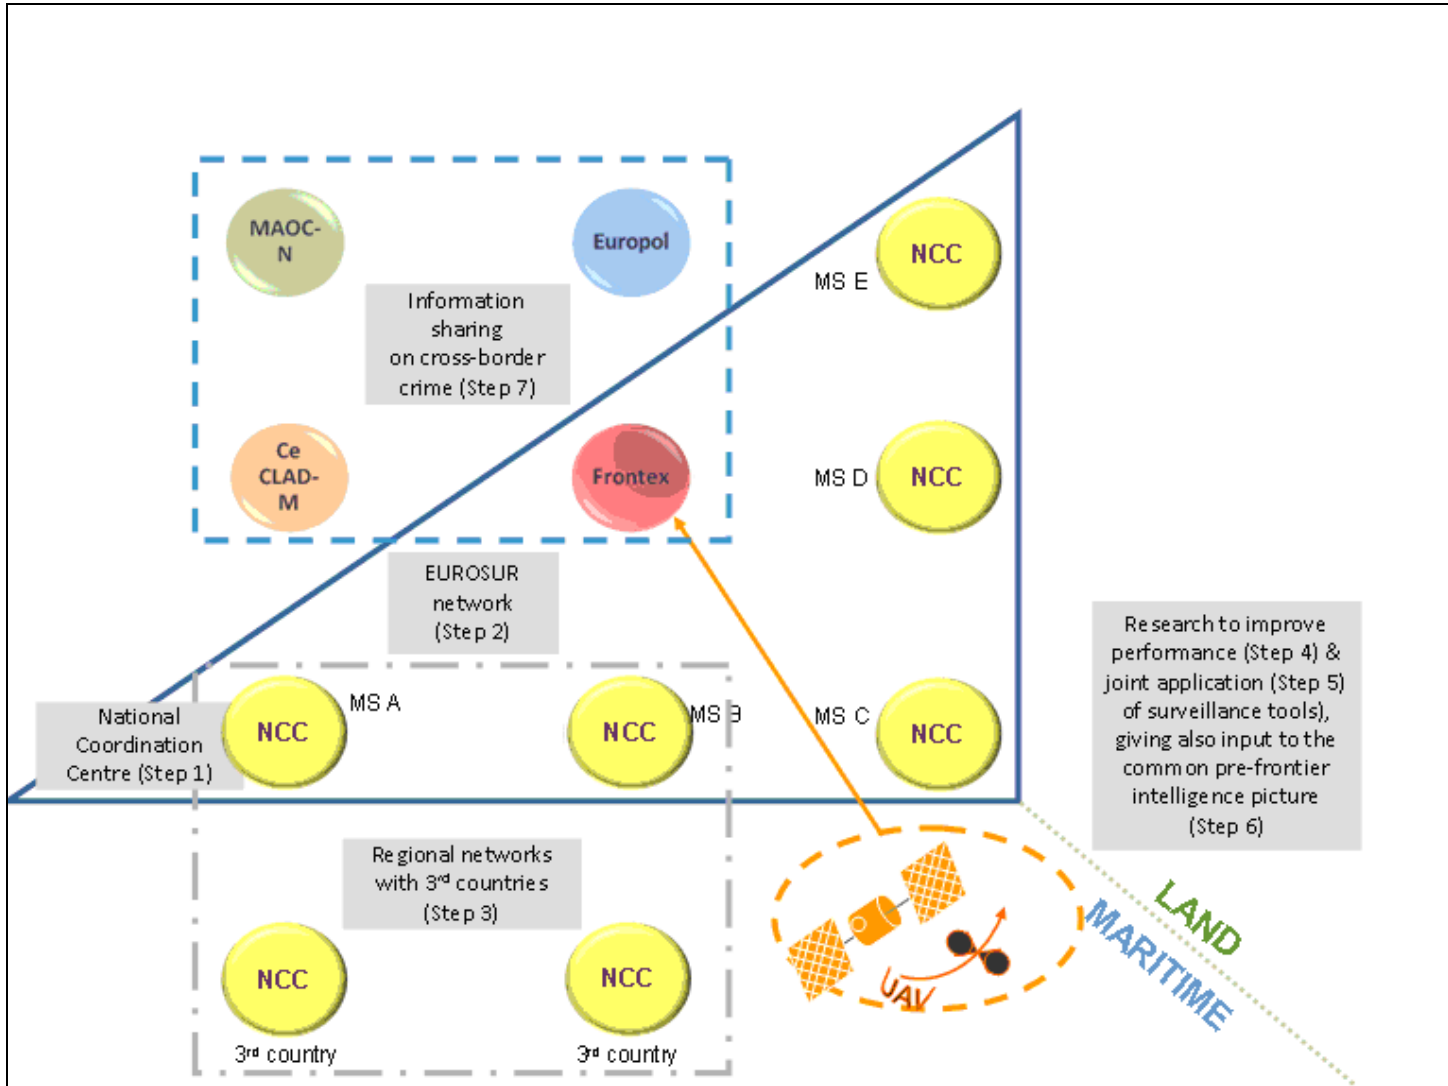 MAOC-
N
Europol
NCC
MS E
Information
sharing
on cross-border
crime (Step 7)
Ce
CLAD-
M
Frontex
MS D
NCC
EUROSUR
network
(Step 2)
Research to improve
performance (Step 4) &
joint application (Step 5)
of surveillance tools),
giving also input to the
common pre-frontier
intelligence picture
(Step 6)
National
Coordination
Centre (Step 1)
NCC
MS A
NCC
MS B
MS C
NCC
Regional networks
with 3rd countries
(Step 3)
LAND
MARITIME
UAV
NCC
NCC
3rd country
3rd country